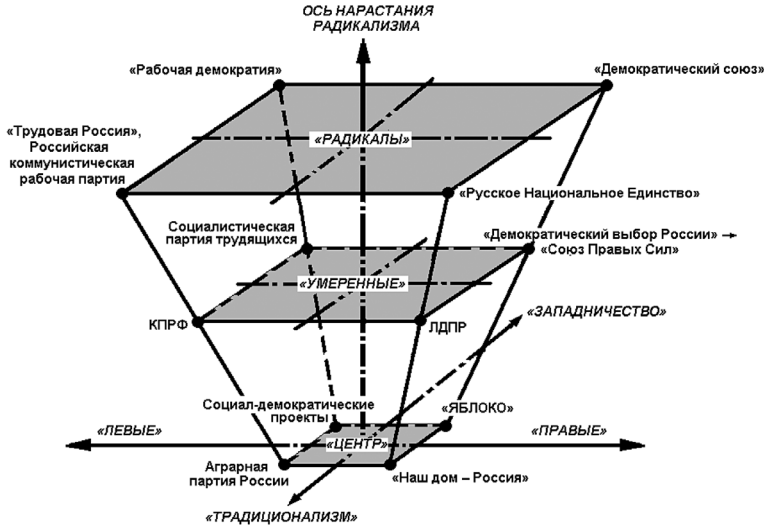 ОСЬ НАРАСТАНИЯ
РАДИКАЛИЗМА
«Рабочая демократия»
«Демократический союз»
«Трудовая Россия»,
Российская
коммунистическая
рабочая партия
«РАДИКАЛЫ»
«Русское Национальное Единство»
Социалистическая
партия трудящихся
«Демократический выбор России» →
«Союз Правых Сил»
«УМЕРЕННЫЕ»
КПРФ
ЛДПР
«ЗАПАДНИЧЕСТВО»
Социал-демократические
проекты
«ЯБЛОКО»
«ЛЕВЫЕ»
«ЦЕНТР»
«ПРАВЫЕ»
Аграрная
партия России
«Наш дом – Россия»
«ТРАДИЦИОНАЛИЗМ»